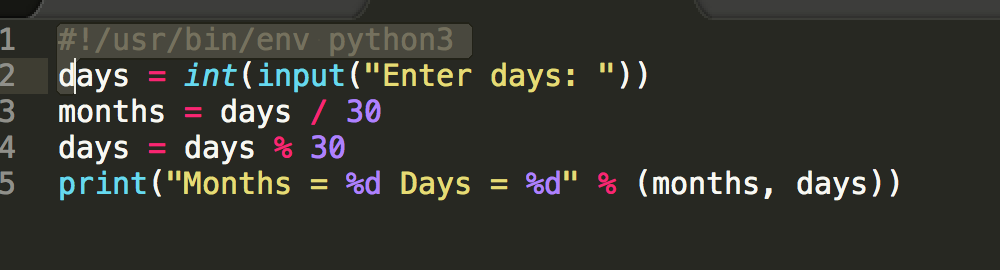 1 #!/usr/bin/env python3
2 days = int(input("Enter days: "))
3 months = days / 30
4 days = days % 30
5 print("Months = %d Days = %d" % (months, days))